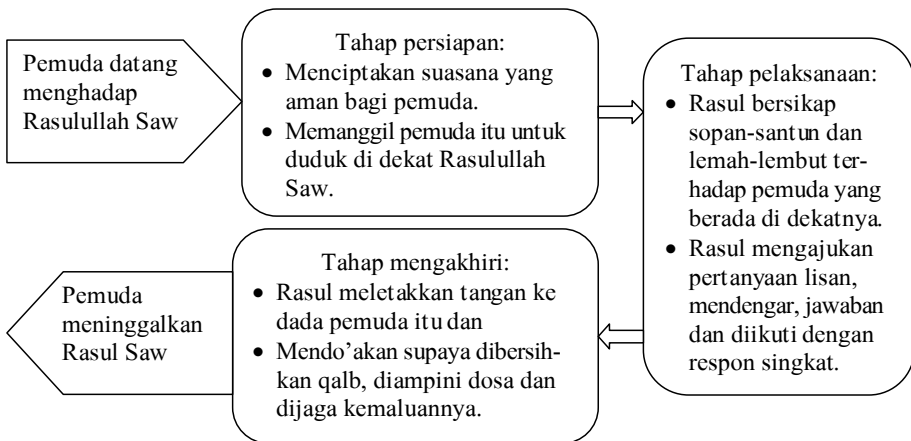 Pemuda datang
menghadap
Rasulullah Saw
Tahap persiapan:
• Menciptakan suasana yang
aman bagi pemuda.
• Memanggil pemuda itu untuk
duduk di dekat Rasulullah
Saw.
Tahap pelaksanaan:
• Rasul bersikap
sopan-santun dan
lemah-lembut ter-
hadap pemuda yang
berada di dekatnya.
• Rasul mengajukan
pertanyaan lisan,
mendengar, jawaban
dan diikuti dengan
respon singkat.
Tahap mengakhiri:
• Rasul meletakkan tangan ke
dada pemuda itu dan
• Mendo’akan supaya dibersih-
kan qalb, diampini dosa dan
dijaga kemaluannya.
Pemuda
meninggalkan
Rasul Saw